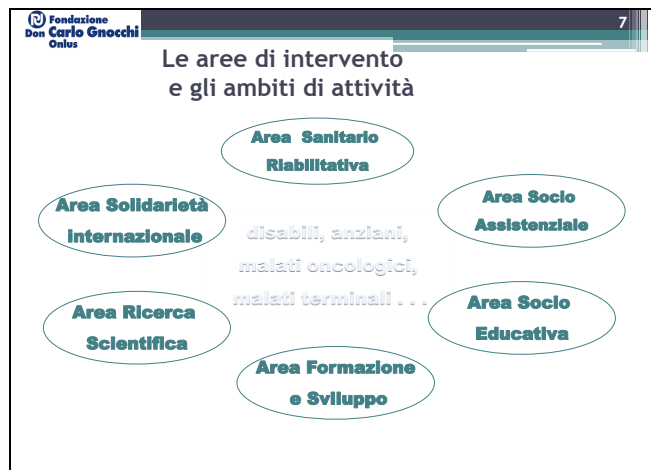 Fondazione
Don Carlo Gnocchi
Onlus
7
Le aree di intervento
e gli ambiti di attività
Area Sanitario
Riabilitativa
Area Solidarietà
Internazionale
Area Socio
Assistenziale
disabili, anziani,
malati oncologici,
malati terminali . . .
Area Ricerca
Scientifica
Area Socio
Educativa
Area Formazione
e Sviluppo